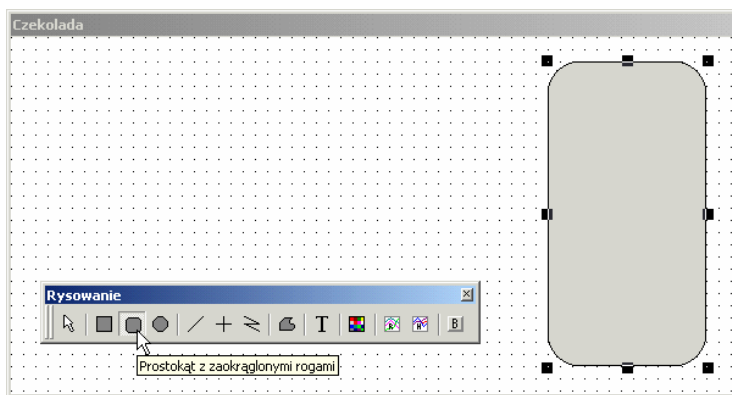 Czekolada
Rysowanie
T
B
Prostokąt z zaokrąglonymi rogami